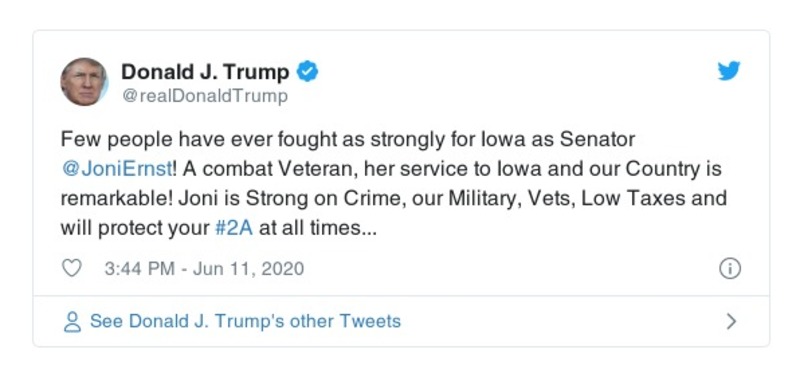 Donald J. Trump
@realDonaldTrump
Few people have ever fought as strongly for Iowa as Senator
@JoniErnst! A combat Veteran, her service to Iowa and our Country is
remarkable! Joni is Strong on Crime, our Military, Vets, Low Taxes and
will protect your #2A at all times...
3:44 PM - Jun 11, 2020
See Donald J. Trump's other Tweets